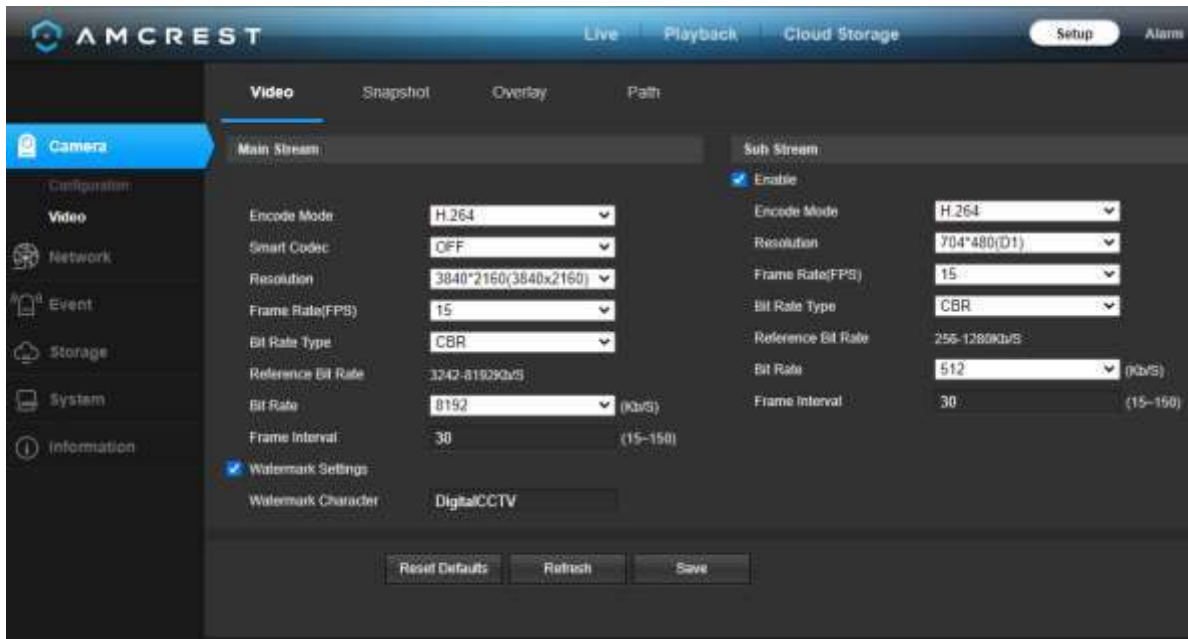 AMCREST
Live Playback Cloud Storage Setup Alarm
Video Snapshot Overlay Path
Camera
Configuration
Video
Network
Event
Storage
System
Information
Main Stream
Encode Mode H.264
Smart Codec OFF
Resolution 3840*2160(3840x2160)
Frame Rate(FPS) 15
Bit Rate Type CBR
Reference Bit Rate 3242-8192Kb/S
Bit Rate 8192 (Kb/S)
Frame Interval 30 (15~150)
Watermark Settings
Watermark Character DigitalCCTV
Sub Stream
Enable
Encode Mode H.264
Resolution 704*480(D1)
Frame Rate(FPS) 15
Bit Rate Type CBR
Reference Bit Rate 256-1280Kb/S
Bit Rate 512 (Kb/S)
Frame Interval 30 (15~150)
Reset Defaults Refresh Save